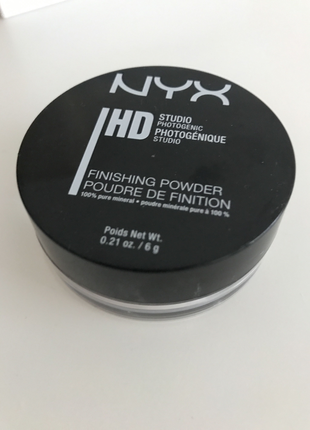 NYX
HD
STUDIO
PHOTOGENIC
PHOTOGÉNIQUE
STUDIO
FINISHING POWDER
POUDRE DE FINITION
100% pure mineral • poudre minérale pure à 100 %
Poids Net Wt.
0.21 oz. / 6 g